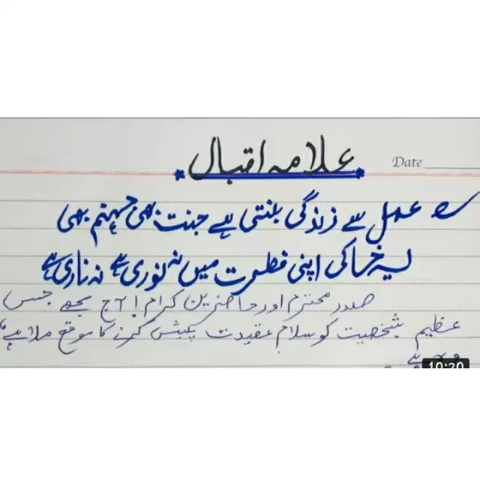 علامہ اقبال
Date
عمل سے زندگی بنتی ہے جنت بھی جہنم بھی
یہ خاکی اپنی فطرت میں نہ نوری ہے نہ ناری ہے
صدر محترم اور حاضرین کرام! آج مجھے جس
عظیم شخصیت کو سلام عقیدت پیش کرنے کا موقع ملا ہے،
10:20